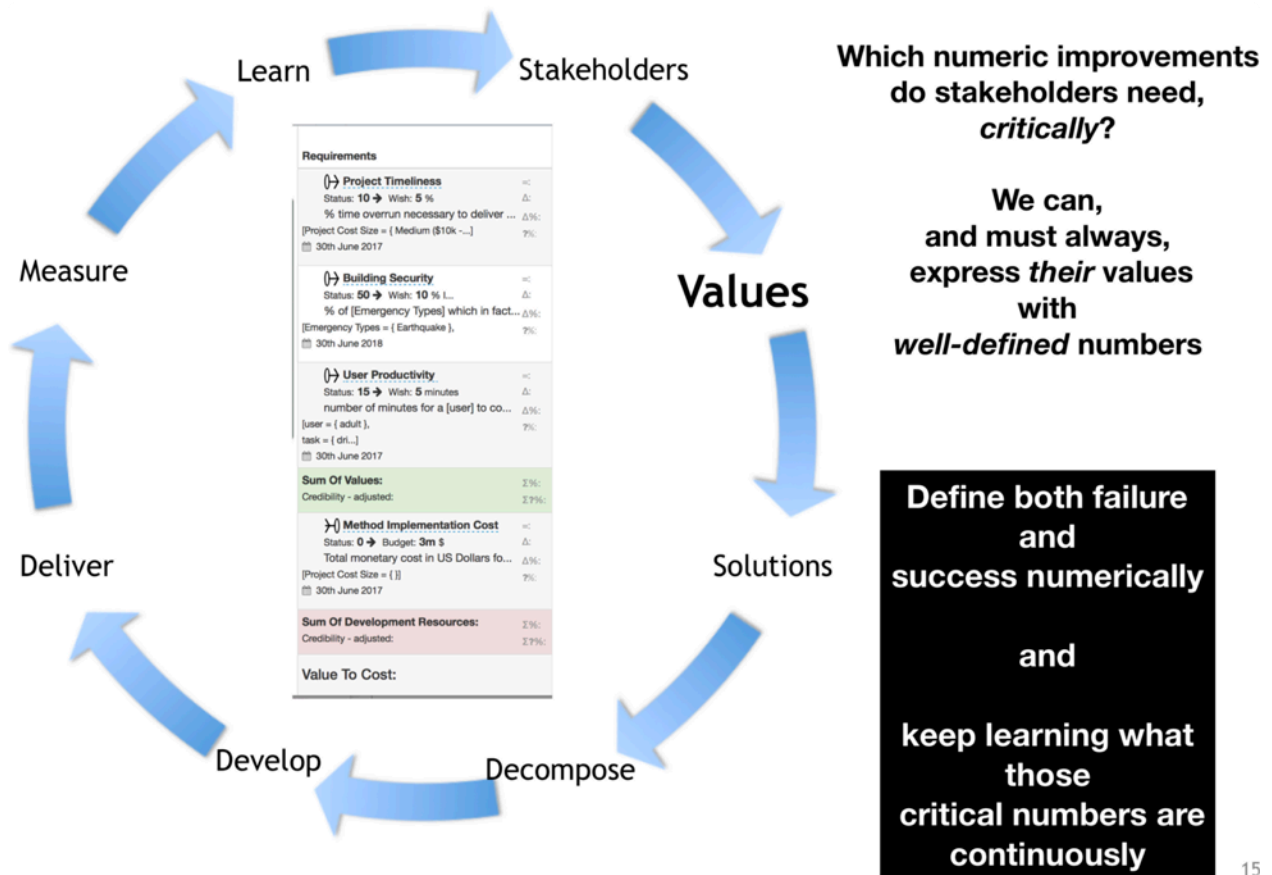 Learn
Stakeholders
Values
Solutions
Decompose
Develop
Deliver
Measure
Requirements
Project Timeliness
=:
Status: 10 → Wish: 5 %
Δ:
% time overrun necessary to deliver ...
Δ%:
[Project Cost Size = { Medium ($10k -...]
?%:
30th June 2017
Building Security
=:
Status: 50 → Wish: 10 % I...
Δ:
% of [Emergency Types] which in fact...
Δ%:
[Emergency Types = { Earthquake },
?%:
30th June 2018
User Productivity
=:
Status: 15 → Wish: 5 minutes
Δ:
number of minutes for a [user] to co...
Δ%:
[user = { adult },
?%:
task = { dri...]
30th June 2017
Sum Of Values:
Σ%:
Credibility - adjusted:
Σ?%:
Method Implementation Cost
=:
Status: 0 → Budget: 3m $
Δ:
Total monetary cost in US Dollars fo...
Δ%:
[Project Cost Size = { }]
?%:
30th June 2017
Sum Of Development Resources:
Σ%:
Credibility - adjusted:
Σ?%:
Value To Cost:
Which numeric improvements
do stakeholders need,
critically?
We can,
and must always,
express their values
with
well-defined numbers
Define both failure
and
success numerically
and
keep learning what
those
critical numbers are
continuously
15